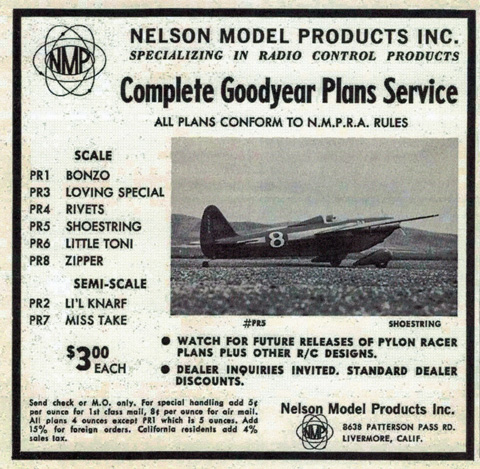 NMP
NELSON MODEL PRODUCTS INC.
SPECIALIZING IN RADIO CONTROL PRODUCTS
Complete Goodyear Plans Service
ALL PLANS CONFORM TO N.M.P.R.A. RULES
SCALE
PR1 BONZO
PR3 LOVING SPECIAL
PR4 RIVETS
PR5 SHOESTRING
PR6 LITTLE TONI
PR8 ZIPPER
SEMI-SCALE
PR2 LI'L KNARF
PR7 MISS TAKE
$3.00
EACH
8
#PR5 SHOESTRING
● WATCH FOR FUTURE RELEASES OF PYLON RACER
PLANS PLUS OTHER R/C DESIGNS.
● DEALER INQUIRIES INVITED. STANDARD DEALER
DISCOUNTS.
Send check or M.O. only. For special handling add 5¢
per ounce for 1st class mail, 8¢ per ounce for air mail.
All plans 4 ounces except PR1 which is 5 ounces. Add
15% for foreign orders. California residents add 4%
sales tax.
Nelson Model Products Inc.
NMP
8638 PATTERSON PASS RD.
LIVERMORE, CALIF.